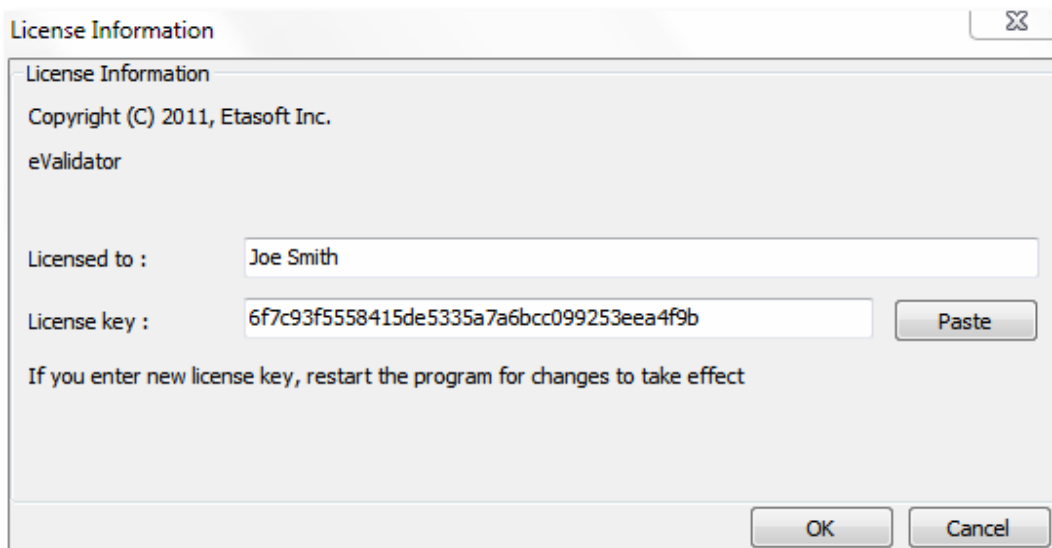 License Information
License Information
Copyright (C) 2011, Etasoft Inc.
eValidator
Licensed to : Joe Smith
License key : 6f7c93f5558415de5335a7a6bcc099253eea4f9b Paste
If you enter new license key, restart the program for changes to take effect
OK Cancel